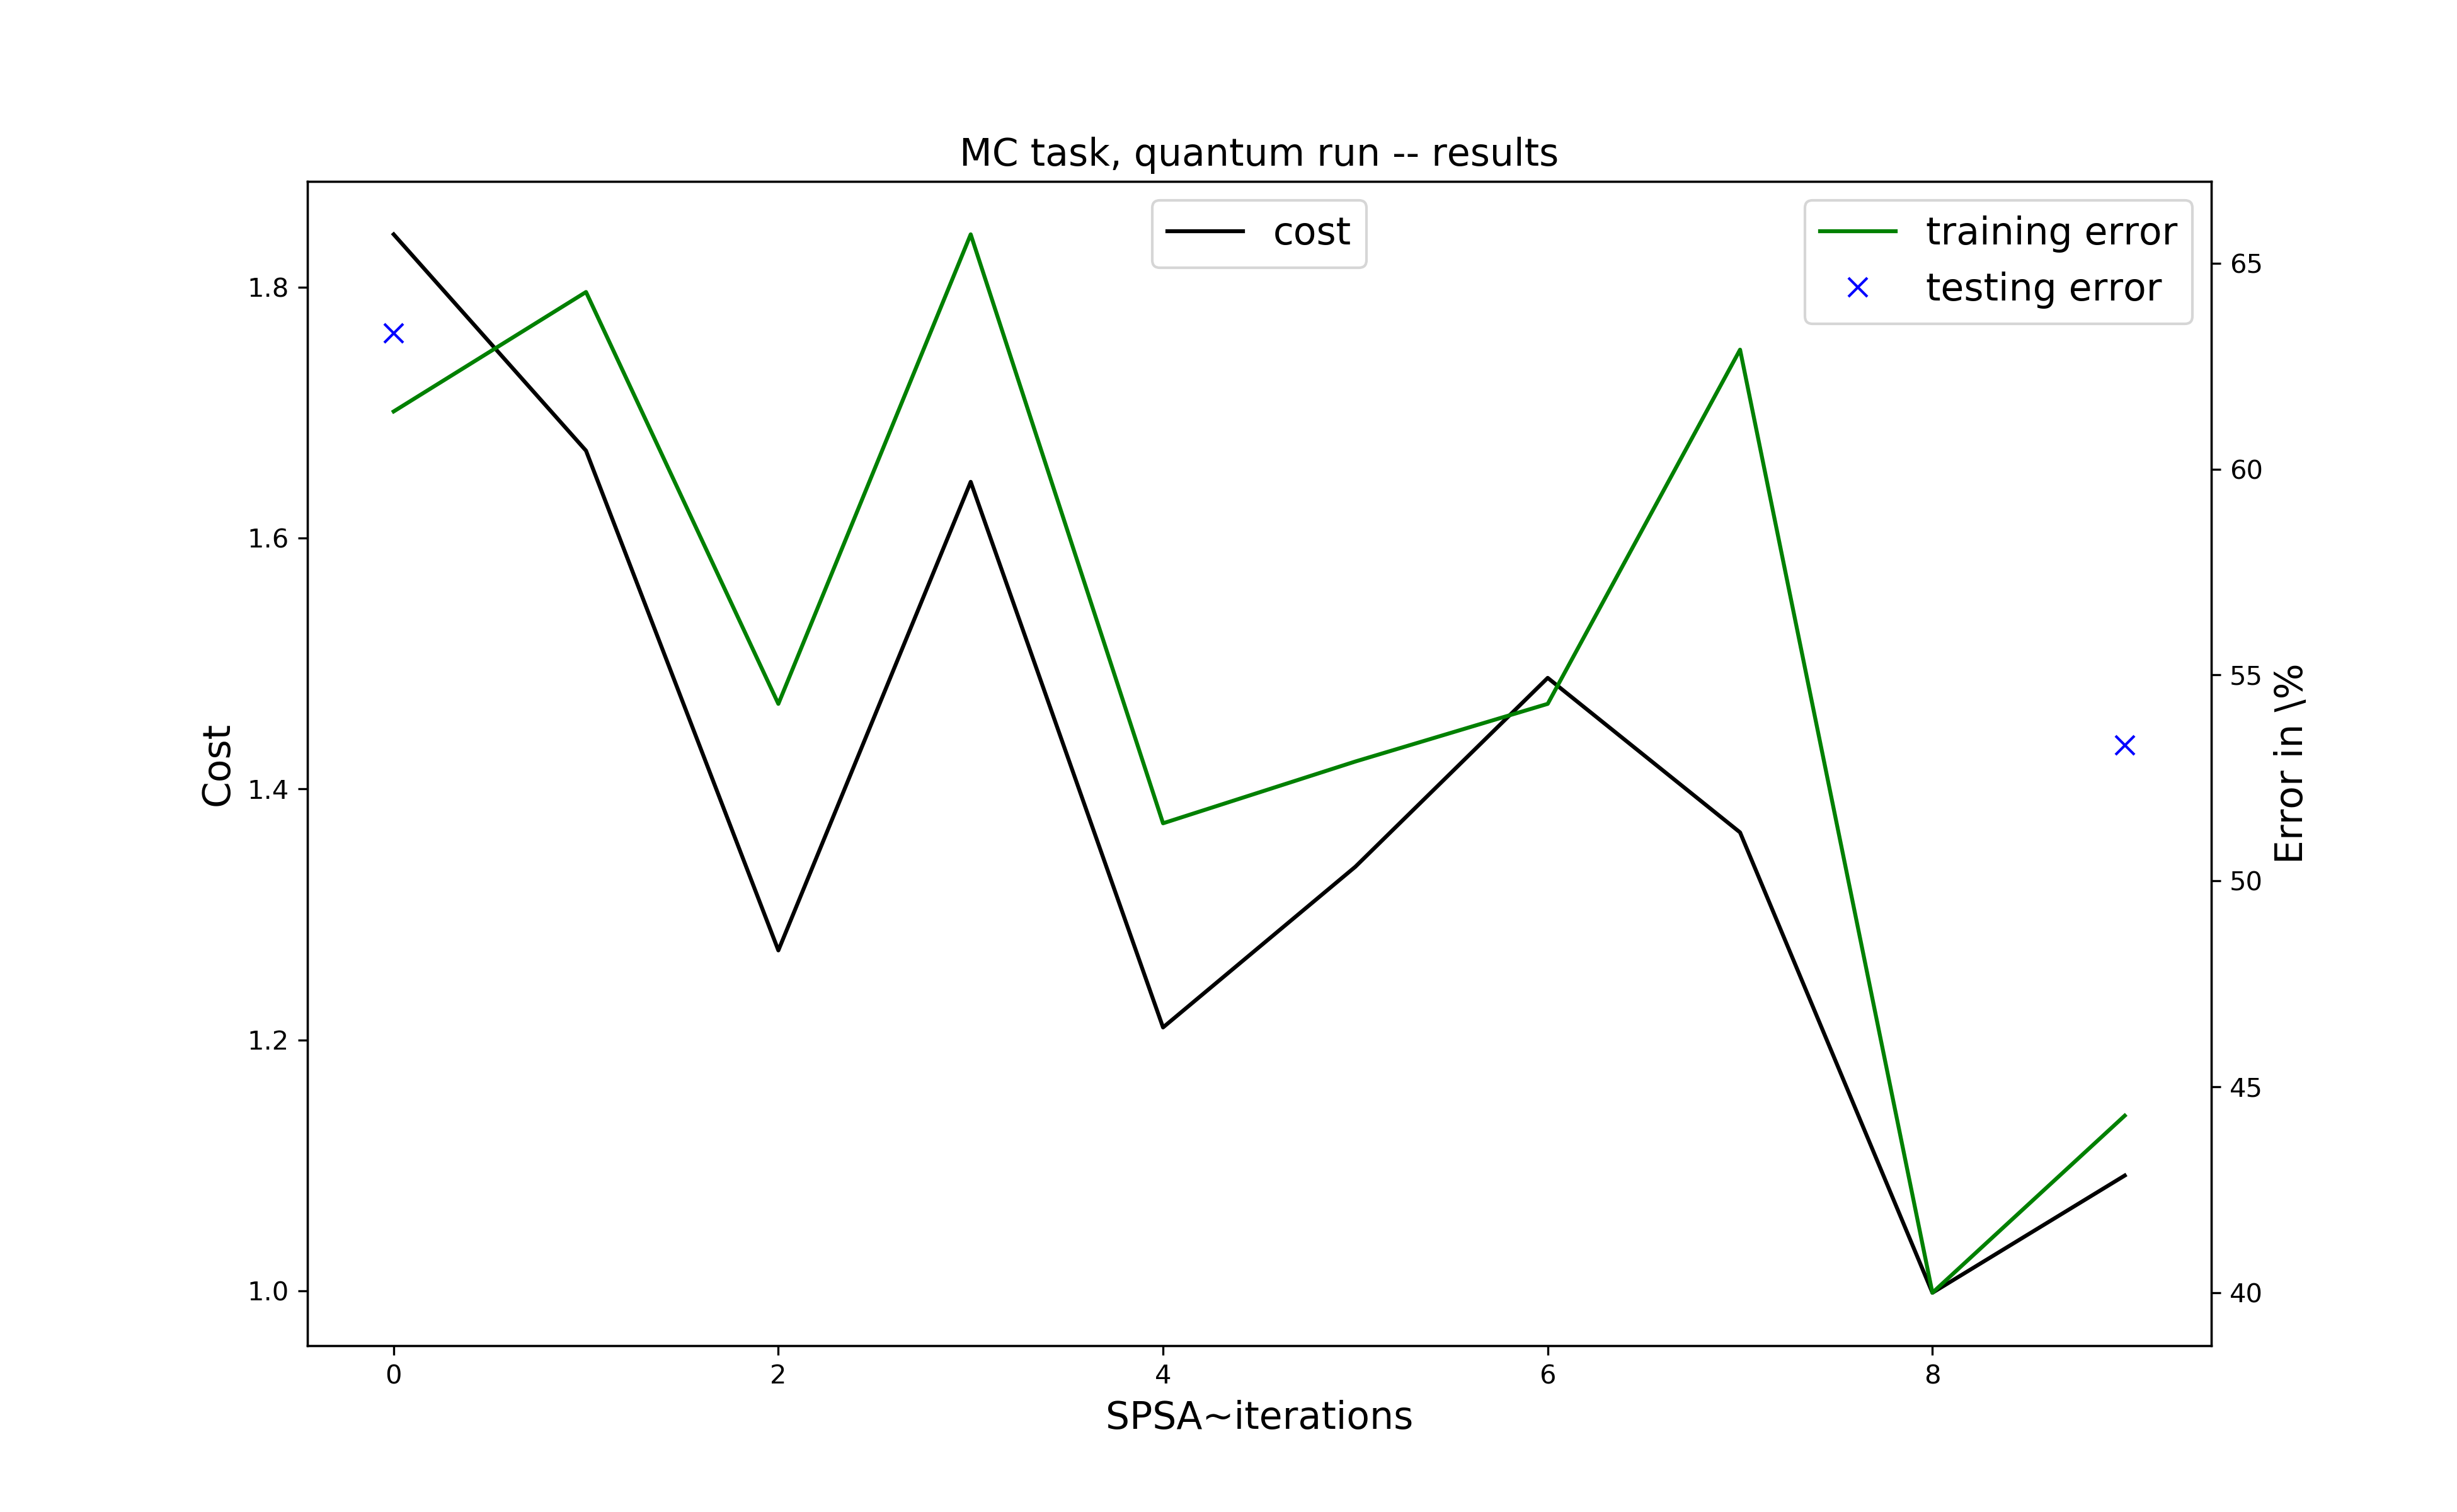 MC task, quantum run -- results
cost
training error
testing error
1.8
1.6
1.4
1.2
1.0
Cost
65
60
55
50
45
40
Error in \%
0 2 4 6 8
SPSA~iterations